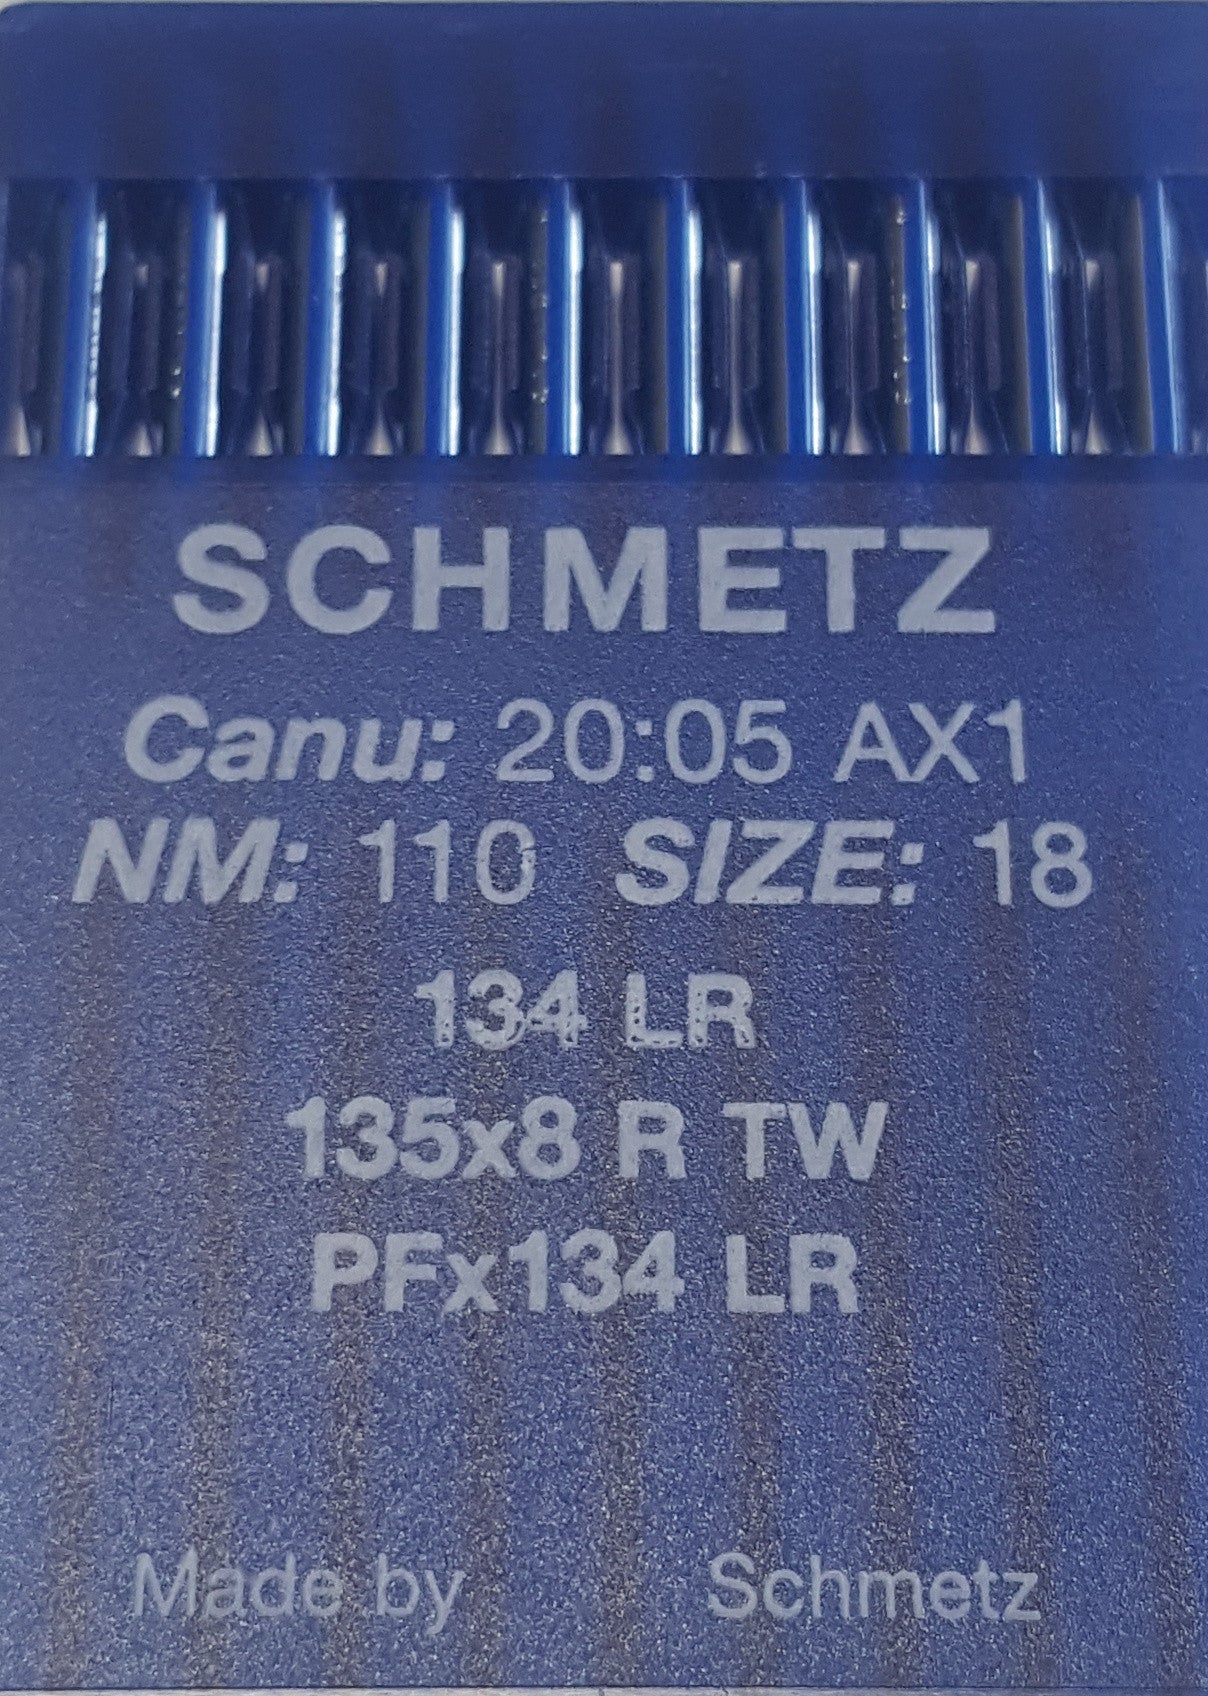 SCHMETZ
Canu: 20:05 AX1
NM: 110 SIZE: 18
134 LR
135x8 R TW
PFx134 LR
Made by Schmetz